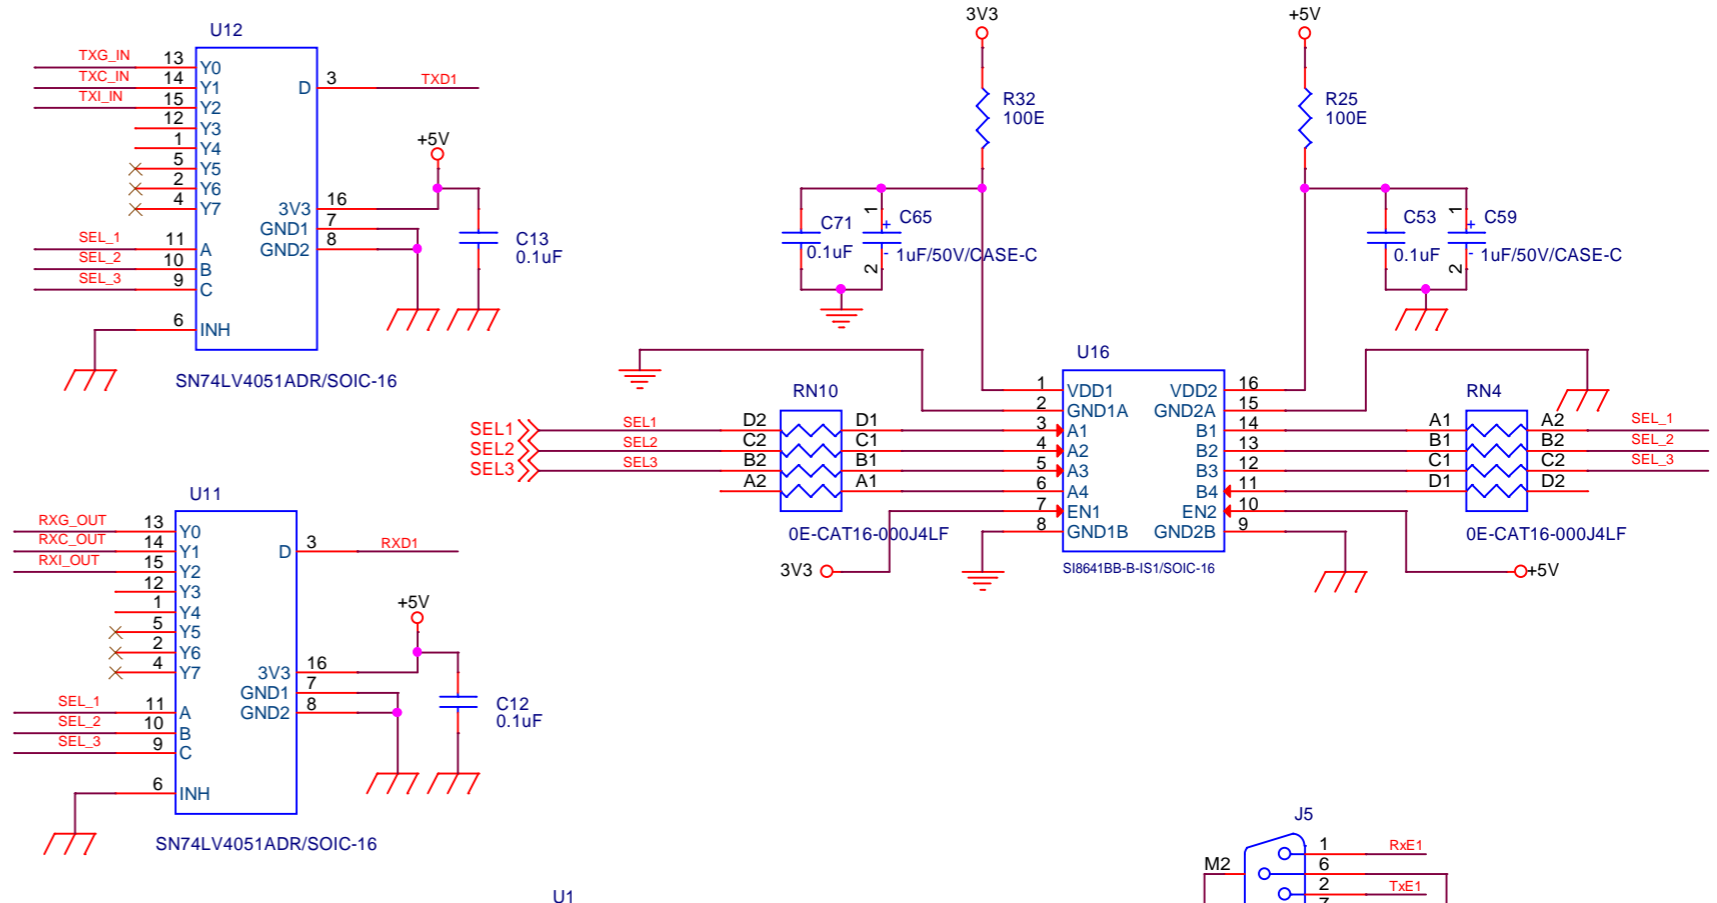 U12
TXG_IN 13 Y0
TXC_IN 14 Y1
TXI_IN 15 Y2
12 Y3
1 Y4
5 Y5
2 Y6
4 Y7
SEL_1 11 A
SEL_2 10 B
SEL_3 9 C
6 INH
D 3 TXD1
+5V
3V3 16
GND1 7
GND2 8
C13
0.1uF
SN74LV4051ADR/SOIC-16
3V3
R32
100E
C71
0.1uF
1 C65
+
- 1uF/50V/CASE-C
2
+5V
R25
100E
C53
0.1uF
1 C59
+
- 1uF/50V/CASE-C
2
U16
1 VDD1 VDD2 16
2 GND1A GND2A 15
3 A1 B1 14
4 A2 B2 13
5 A3 B3 12
6 A4 B4 11
7 EN1 EN2 10
8 GND1B GND2B 9
SI8641BB-B-IS1/SOIC-16
RN10
SEL1 SEL1 D2 D1
SEL2 SEL2 C2 C1
SEL3 SEL3 B2 B1
A2 A1
0E-CAT16-000J4LF
3V3
RN4
A1 A2 SEL_1
B1 B2 SEL_2
C1 C2 SEL_3
D1 D2
0E-CAT16-000J4LF
+5V
U11
RXG_OUT 13 Y0
RXC_OUT 14 Y1
RXI_OUT 15 Y2
12 Y3
1 Y4
5 Y5
2 Y6
4 Y7
SEL_1 11 A
SEL_2 10 B
SEL_3 9 C
6 INH
D 3 RXD1
+5V
3V3 16
GND1 7
GND2 8
C12
0.1uF
SN74LV4051ADR/SOIC-16
U1
J5
1 RxE1
M2 6
2 TxE1
7